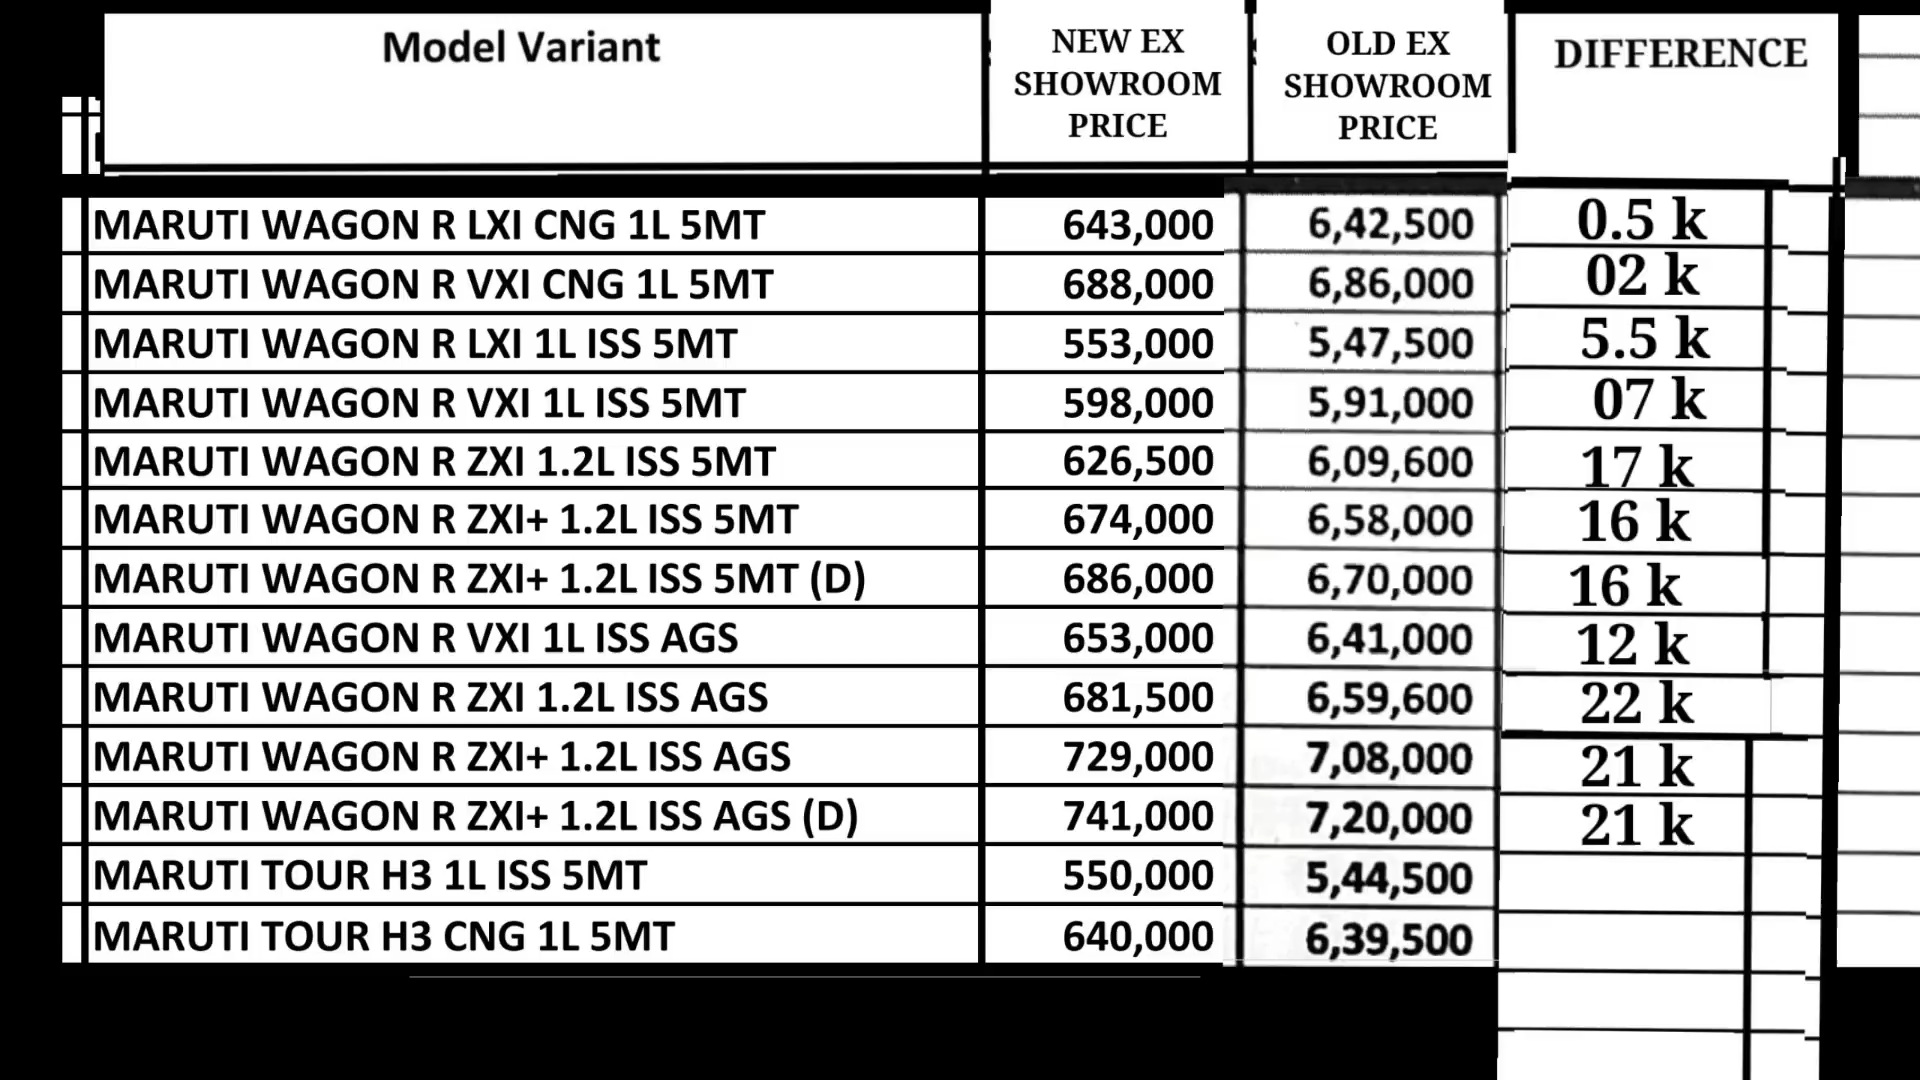 Model Variant NEW EX SHOWROOM PRICE OLD EX SHOWROOM PRICE DIFFERENCE
MARUTI WAGON R LXI CNG 1L 5MT 643,000 6,42,500 0.5 k
MARUTI WAGON R VXI CNG 1L 5MT 688,000 6,86,000 02 k
MARUTI WAGON R LXI 1L ISS 5MT 553,000 5,47,500 5.5 k
MARUTI WAGON R VXI 1L ISS 5MT 598,000 5,91,000 07 k
MARUTI WAGON R ZXI 1.2L ISS 5MT 626,500 6,09,600 17 k
MARUTI WAGON R ZXI+ 1.2L ISS 5MT 674,000 6,58,000 16 k
MARUTI WAGON R ZXI+ 1.2L ISS 5MT (D) 686,000 6,70,000 16 k
MARUTI WAGON R VXI 1L ISS AGS 653,000 6,41,000 12 k
MARUTI WAGON R ZXI 1.2L ISS AGS 681,500 6,59,600 22 k
MARUTI WAGON R ZXI+ 1.2L ISS AGS 729,000 7,08,000 21 k
MARUTI WAGON R ZXI+ 1.2L ISS AGS (D) 741,000 7,20,000 21 k
MARUTI TOUR H3 1L ISS 5MT 550,000 5,44,500
MARUTI TOUR H3 CNG 1L 5MT 640,000 6,39,500